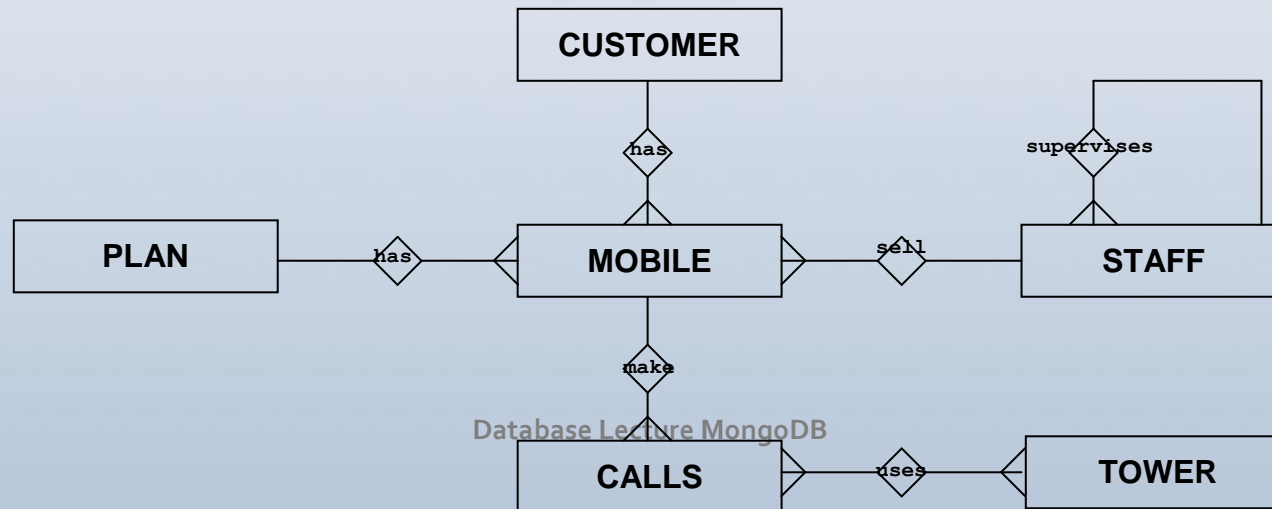 CUSTOMER
has
supervises
PLAN
has
MOBILE
sell
STAFF
make
Database Lecture MongoDB
CALLS
uses
TOWER